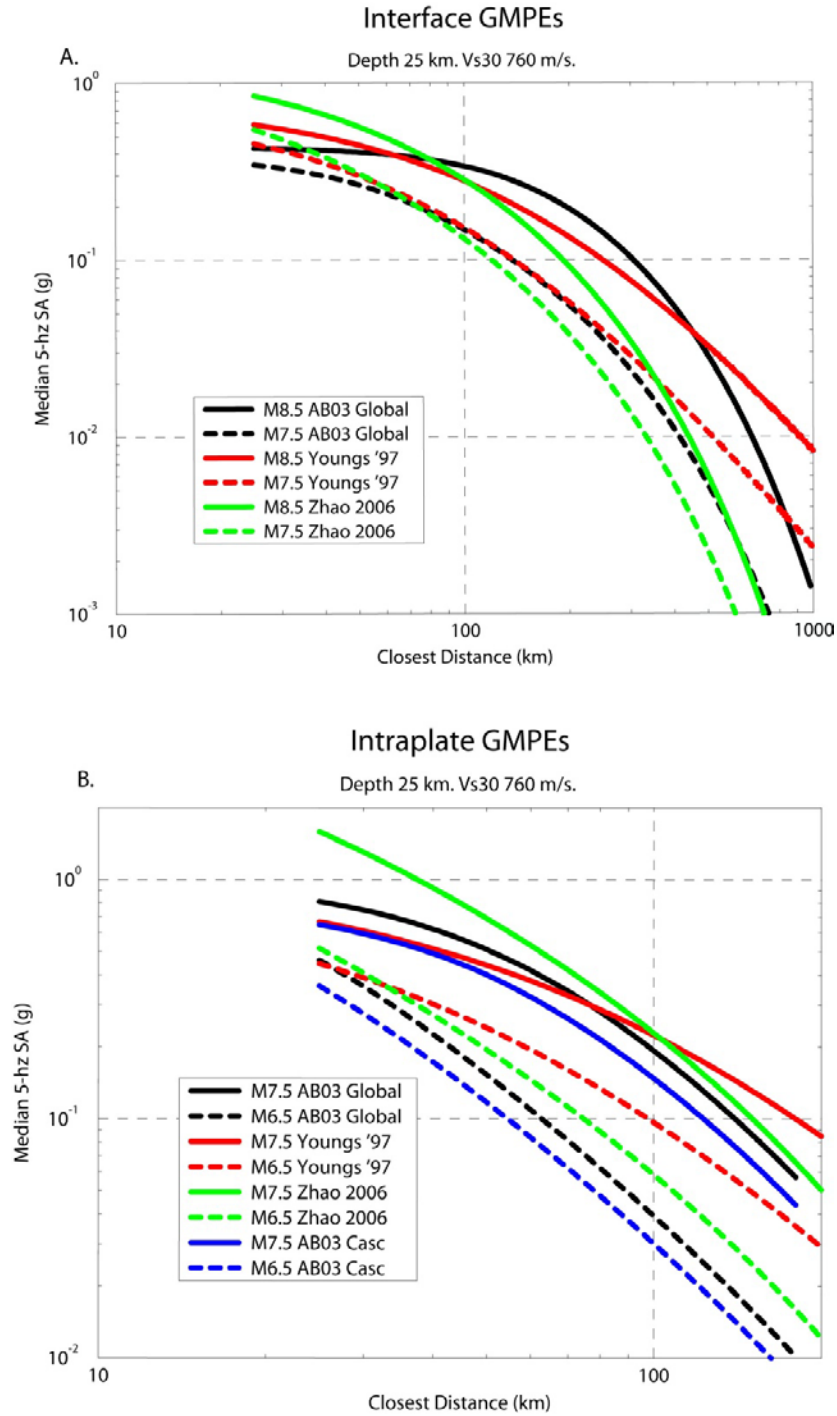 Interface GMPEs
A.
Depth 25 km. Vs30 760 m/s.
10^0
10^-1
10^-2
10^-3
Median 5-hz SA (g)
M8.5 AB03 Global
M7.5 AB03 Global
M8.5 Youngs '97
M7.5 Youngs '97
M8.5 Zhao 2006
M7.5 Zhao 2006
10 100 1000
Closest Distance (km)
Intraplate GMPEs
B.
Depth 25 km. Vs30 760 m/s.
10^0
10^-1
10^-2
Median 5-hz SA (g)
M7.5 AB03 Global
M6.5 AB03 Global
M7.5 Youngs '97
M6.5 Youngs '97
M7.5 Zhao 2006
M6.5 Zhao 2006
M7.5 AB03 Casc
M6.5 AB03 Casc
10 100
Closest Distance (km)